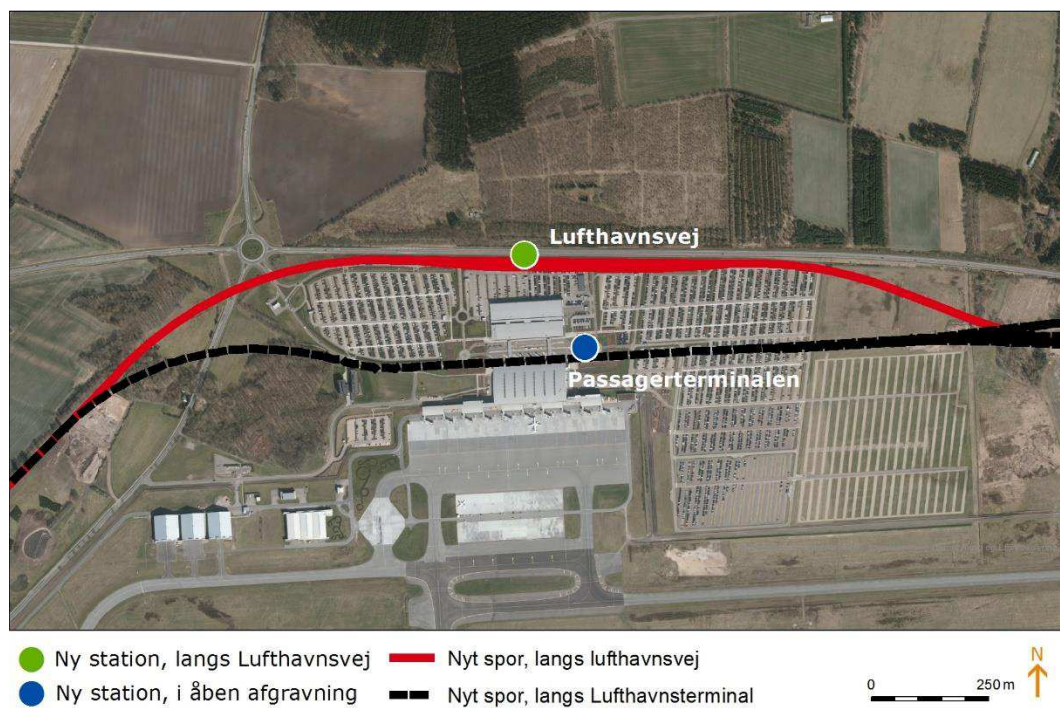 Lufthavnsvej
Passagerterminalen
Ny station, langs Lufthavnsvej
Nyt spor, langs lufthavnsvej
Ny station, i åben afgravning
Nyt spor, langs Lufthavnsterminal
0 250 m
N